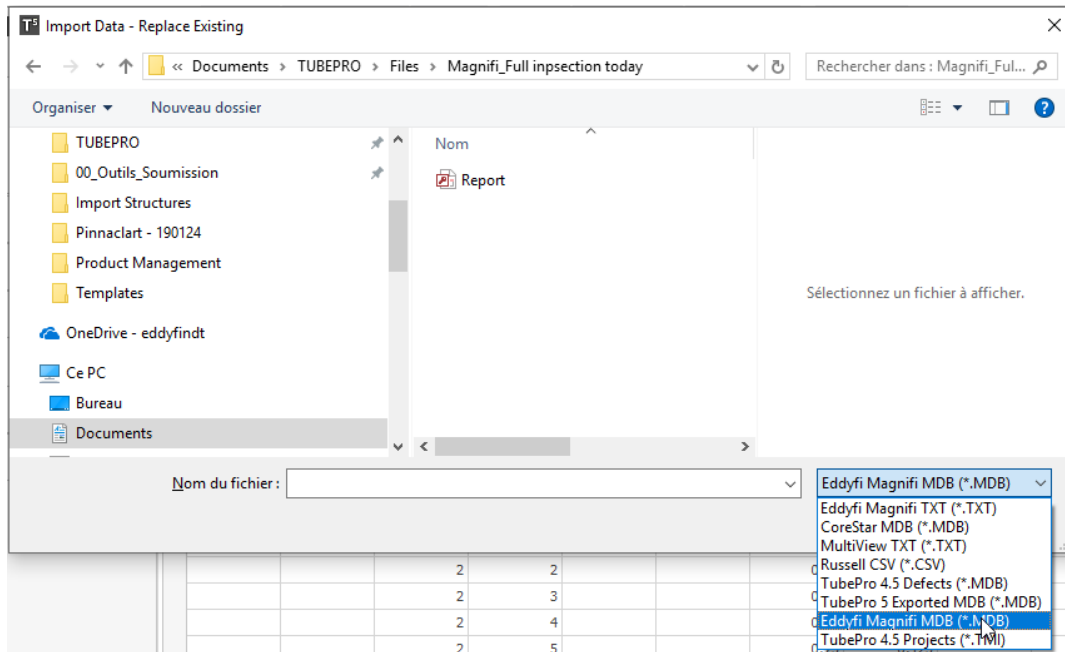 T5 Import Data - Replace Existing
« Documents > TUBEPRO > Files > Magnifi_Full inpsection today
Rechercher dans : Magnifi_Ful...
Organiser
Nouveau dossier
TUBEPRO
00_Outils_Soumission
Import Structures
Pinnaclart - 190124
Product Management
Templates
OneDrive - eddyfindt
Ce PC
Bureau
Documents
Nom
Report
Sélectionnez un fichier à afficher.
Nom du fichier :
Eddyfi Magnifi MDB (*.MDB)
Eddyfi Magnifi TXT (*.TXT)
CoreStar MDB (*.MDB)
MultiView TXT (*.TXT)
Russell CSV (*.CSV)
TubePro 4.5 Defects (*.MDB)
TubePro 5 Exported MDB (*.MDB)
Eddyfi Magnifi MDB (*.MDB)
TubePro 4.5 Projects (*.TMI)
2 2
2 3
2 4
2 5